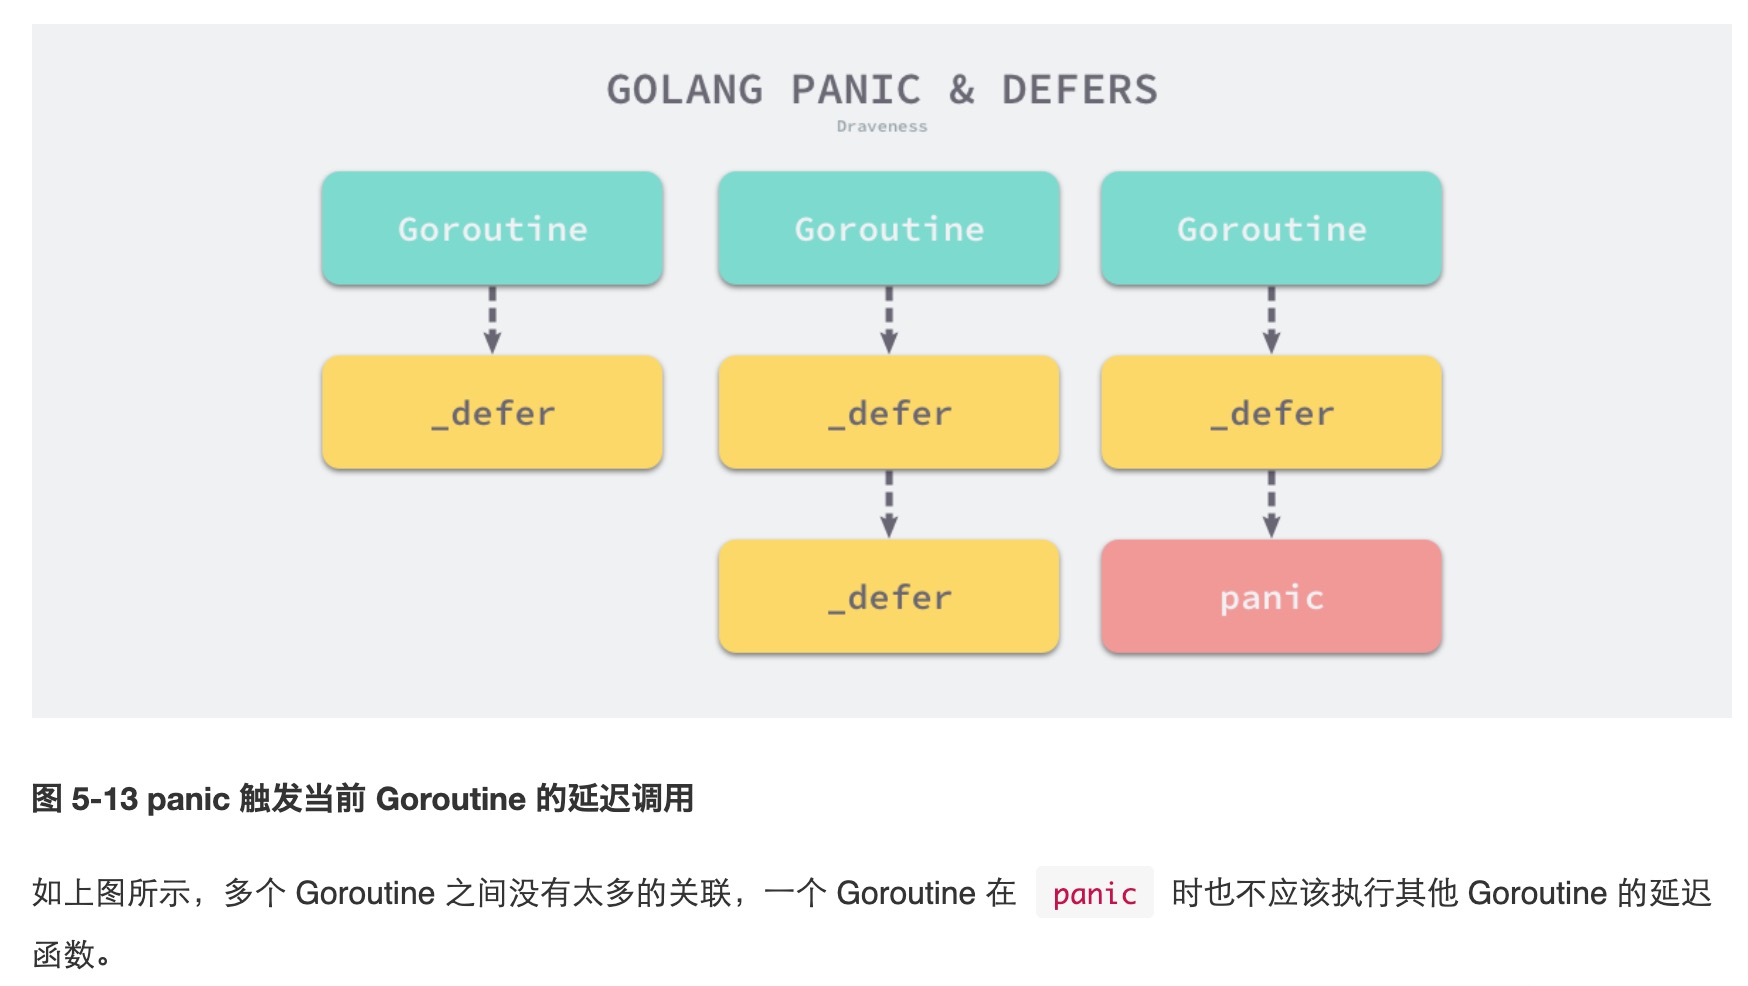 GOLANG PANIC & DEFERS
Draveness
Goroutine Goroutine Goroutine
_defer _defer _defer
_defer panic
图 5-13 panic 触发当前 Goroutine 的延迟调用
如上图所示，多个 Goroutine 之间没有太多的关联，一个 Goroutine 在 panic 时也不应该执行其他 Goroutine 的延迟
函数。